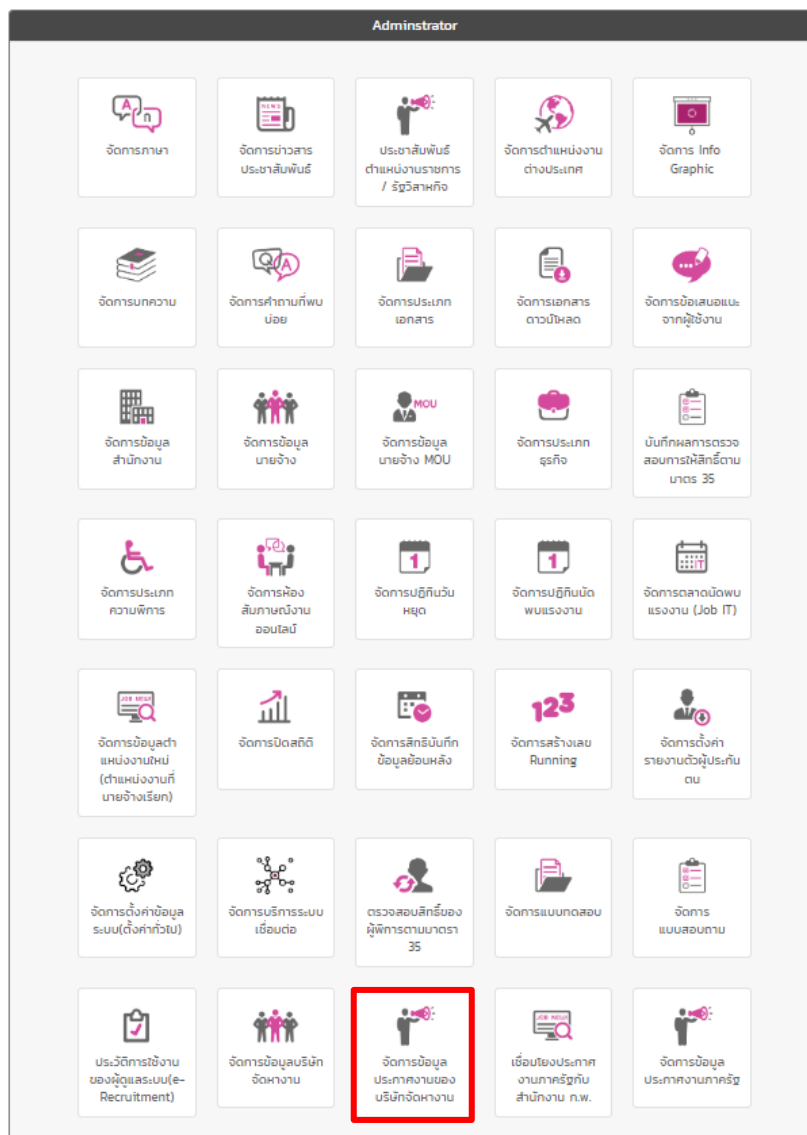 Adminstrator
จัดการภาษา
จัดการข่าวสาร
ประชาสัมพันธ์
ประชาสัมพันธ์
ตำแหน่งงานราชการ
/ รัฐวิสาหกิจ
จัดการตำแหน่งงาน
ต่างประเทศ
จัดการ Info
Graphic
จัดการบทความ
จัดการคำถามที่พบ
บ่อย
จัดการประเภท
เอกสาร
จัดการเอกสาร
ดาวน์โหลด
จัดการข้อเสนอแนะ
จากผู้ใช้งาน
จัดการข้อมูล
สำนักงาน
จัดการข้อมูล
นายจ้าง
MOU
จัดการข้อมูล
นายจ้าง MOU
จัดการประเภท
ธุรกิจ
บันทึกผลการตรวจ
สอบการให้สิทธิ์ตาม
มาตร 35
จัดการประเภท
ความพิการ
จัดการห้อง
สัมภาษณ์งาน
ออนไลน์
1
จัดการปฏิทินวัน
หยุด
1
จัดการปฏิทินนัด
พบแรงงาน
IT
จัดการตลาดนัดพบ
แรงงาน (Job IT)
จัดการข้อมูลตำ
แหน่งงานใหม่
(ตำแหน่งงานที่
นายจ้างเรียก)
จัดการปิดสถิติ
จัดการสิทธิบันทึก
ข้อมูลย้อนหลัง
123
จัดการสร้างเลข
Running
จัดการตั้งค่า
รายงานตัวผู้ประกัน
ตน
จัดการตั้งค่าข้อมูล
ระบบ(ตั้งค่าทั่วไป)
จัดการบริการระบบ
เชื่อมต่อ
ตรวจสอบสิทธิ์ของ
ผู้พิการตามมาตรา
35
จัดการแบบทดสอบ
จัดการ
แบบสอบถาม
ประวัติการใช้งาน
ของผู้ดูแลระบบ(e-
Recruitment)
จัดการข้อมูลบริษัท
จัดหางาน
จัดการข้อมูล
ประกาศงานของ
บริษัทจัดหางาน
เชื่อมโยงประกาศ
งานภาครัฐกับ
สำนักงาน ก.พ.
จัดการข้อมูล
ประกาศงานภาครัฐ